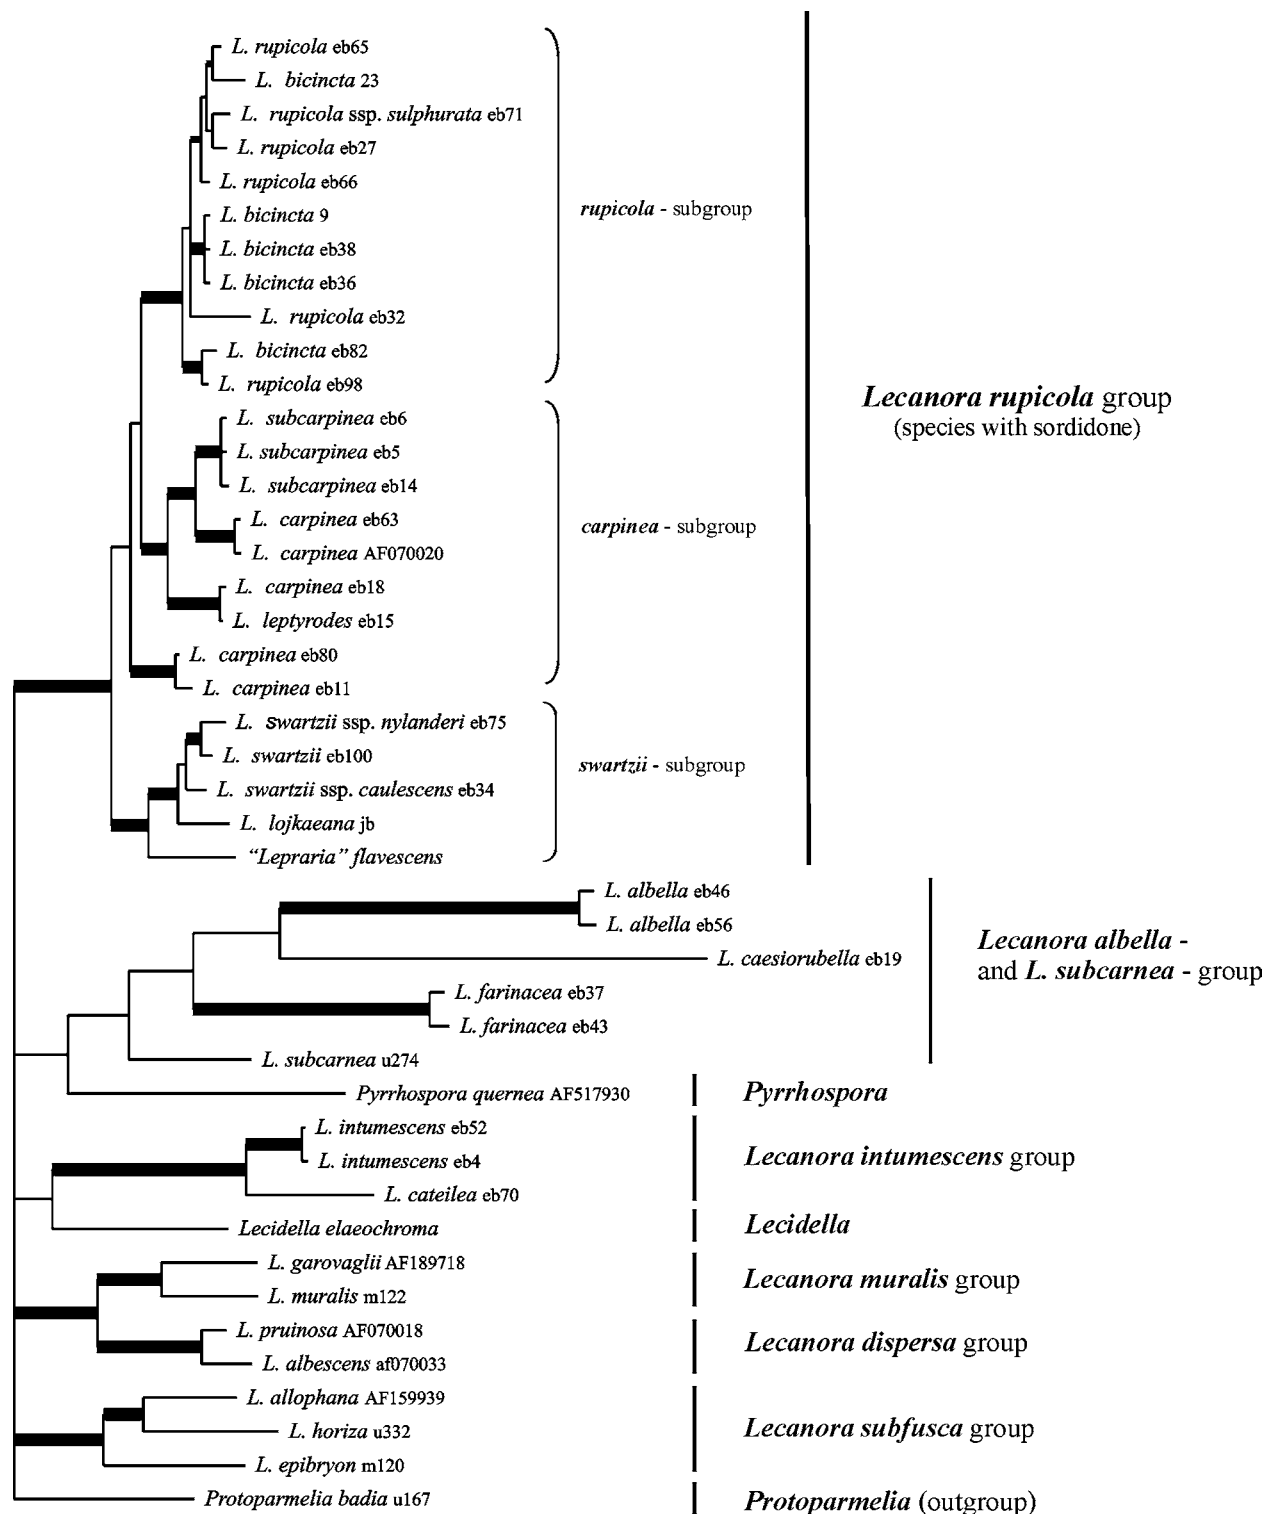 L. rupicola eb65
L. bicincta 23
L. rupicola ssp. sulphurata eb71
L. rupicola eb27
L. rupicola eb66
L. bicincta 9
L. bicincta eb38
L. bicincta eb36
L. rupicola eb32
L. bicincta eb82
L. rupicola eb98
rupicola - subgroup
L. subcarpinea eb6
L. subcarpinea eb5
L. subcarpinea eb14
L. carpinea eb63
L. carpinea AF070020
L. carpinea eb18
L. leptyrodes eb15
L. carpinea eb80
L. carpinea eb11
carpinea - subgroup
L. swartzii ssp. nylanderi eb75
L. swartzii eb100
L. swartzii ssp. caulescens eb34
L. lojkaeana jb
“Lepraria” flavescens
swartzii - subgroup
Lecanora rupicola group
(species with sordidone)
L. albella eb46
L. albella eb56
L. caesiorubella eb19
L. farinacea eb37
L. farinacea eb43
L. subcarnea u274
Lecanora albella -
and L. subcarnea - group
Pyrrhospora quernea AF517930
Pyrrhospora
L. intumescens eb52
L. intumescens eb4
L. cateilea eb70
Lecanora intumescens group
Lecidella elaeochroma
Lecidella
L. garovaglii AF189718
L. muralis m122
Lecanora muralis group
L. pruinosa AF070018
L. albescens af070033
Lecanora dispersa group
L. allophana AF159939
L. horiza u332
L. epibryon m120
Lecanora subfusca group
Protoparmelia badia u167
Protoparmelia (outgroup)